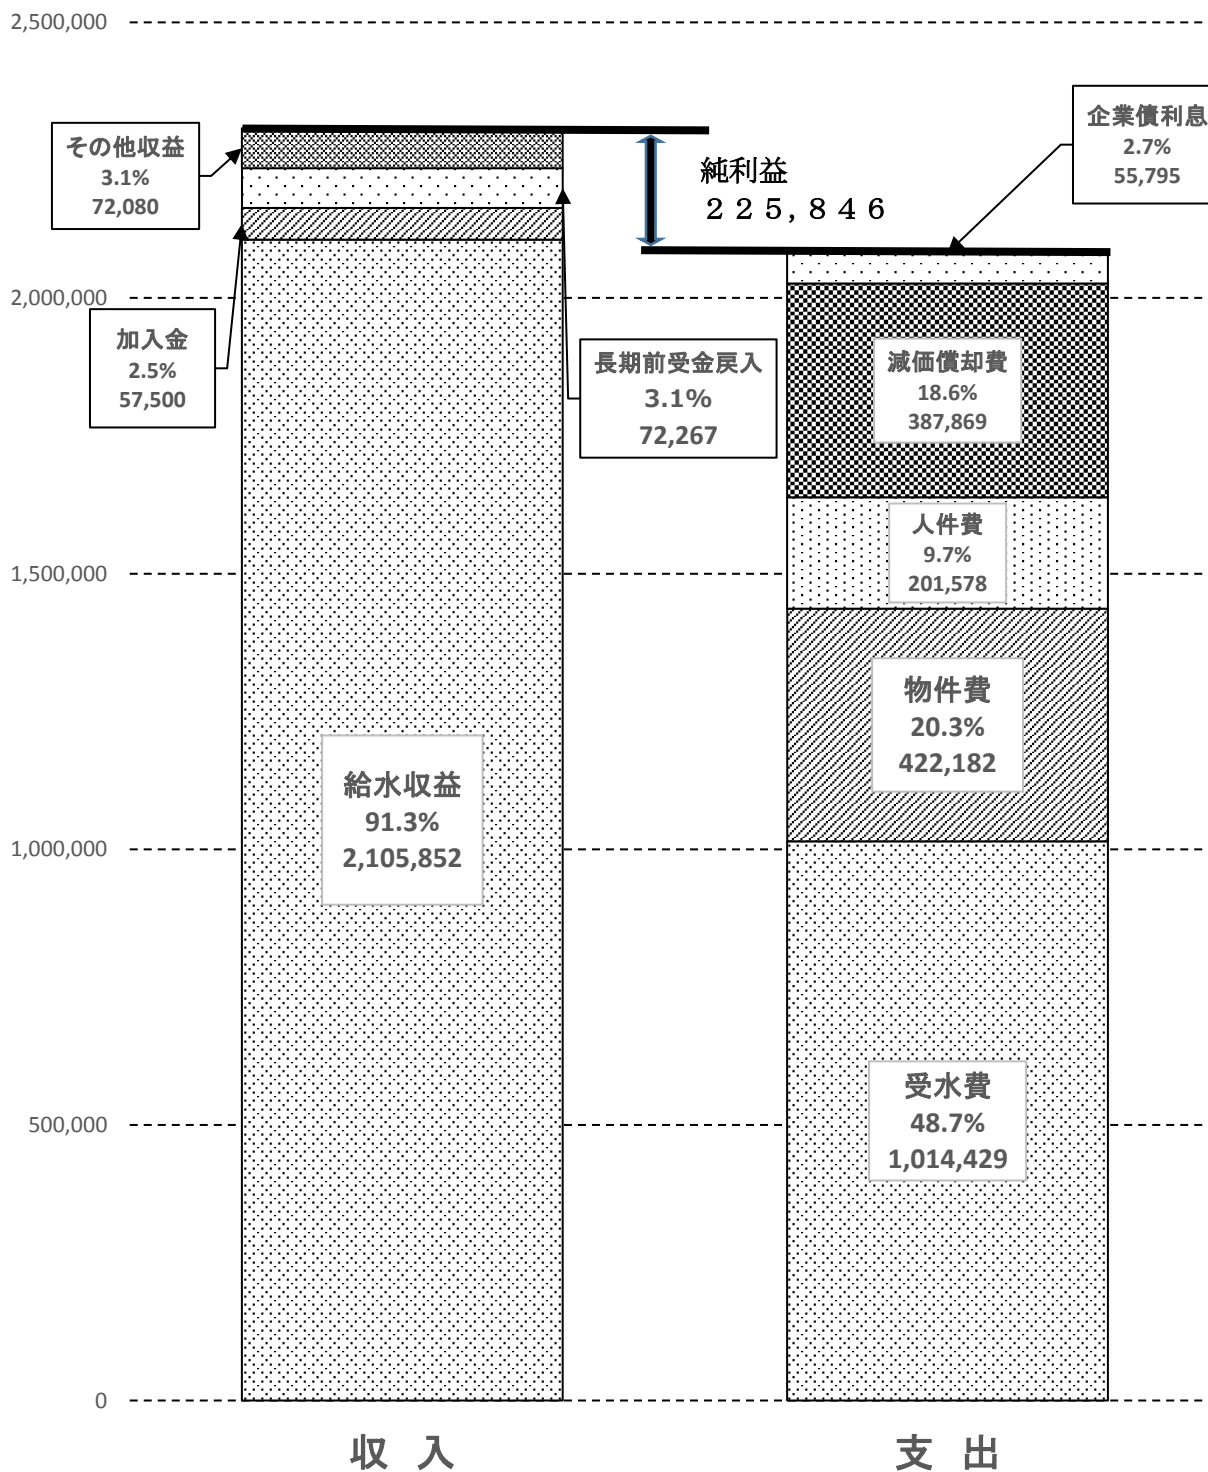 2,500,000
2,000,000
1,500,000
1,000,000
500,000
0
その他収益
3.1%
72,080
加入金
2.5%
57,500
長期前受金戻入
3.1%
72,267
給水収益
91.3%
2,105,852
純利益
２２５，８４６
企業債利息
2.7%
55,795
減価償却費
18.6%
387,869
人件費
9.7%
201,578
物件費
20.3%
422,182
受水費
48.7%
1,014,429
収 入
支 出